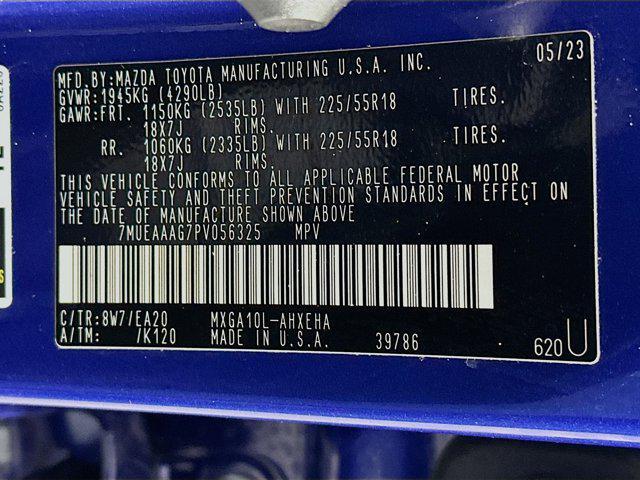 MFD.BY:MAZDA TOYOTA MANUFACTURING U.S.A. INC. 05/23
GVWR:1945KG (4290LB)
GAWR:FRT. 1150KG (2535LB) WITH 225/55R18 TIRES.
18X7J RIMS.
RR. 1060KG (2335LB) WITH 225/55R18 TIRES.
18X7J RIMS.
THIS VEHICLE CONFORMS TO ALL APPLICABLE FEDERAL MOTOR
VEHICLE SAFETY AND THEFT PREVENTION STANDARDS IN EFFECT ON
THE DATE OF MANUFACTURE SHOWN ABOVE
7MUEAAAG7PV056325 MPV
C/TR:8W7/EA20 MXGA10L-AHXEHA
A/TM: /K120 MADE IN U.S.A. 39786 620U